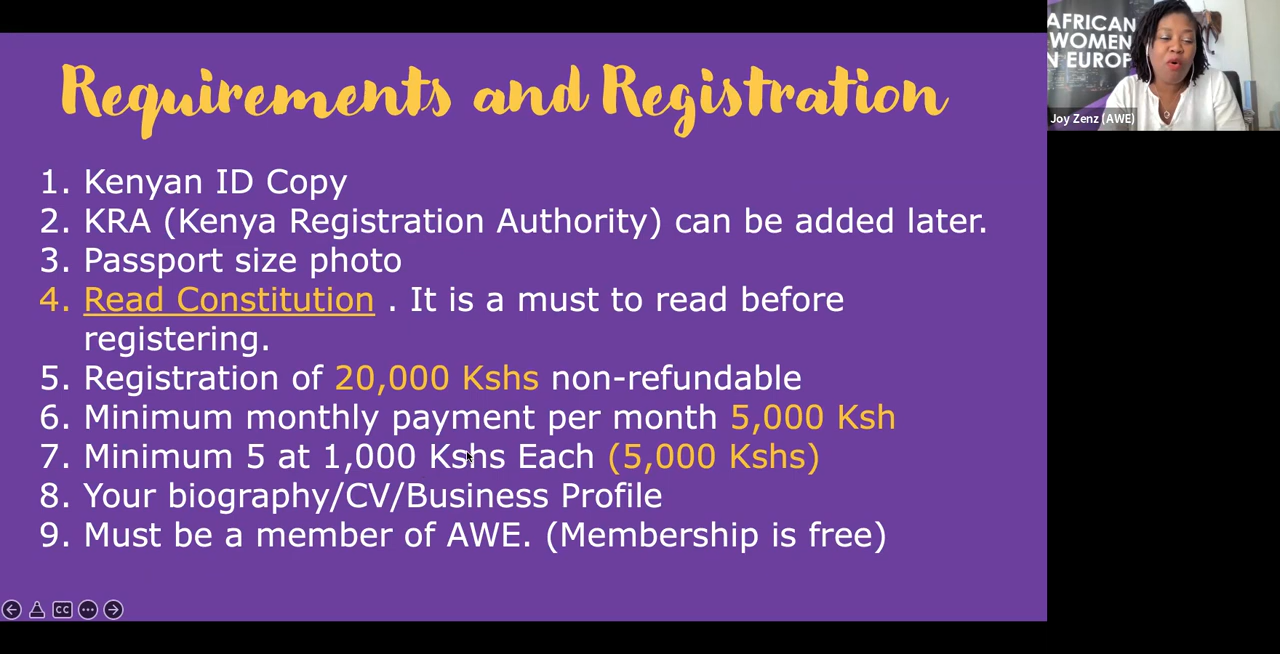 Requirements and Registration
1. Kenyan ID Copy
2. KRA (Kenya Registration Authority) can be added later.
3. Passport size photo
4. Read Constitution . It is a must to read before
registering.
5. Registration of 20,000 Kshs non-refundable
6. Minimum monthly payment per month 5,000 Ksh
7. Minimum 5 at 1,000 Kshs Each (5,000 Kshs)
8. Your biography/CV/Business Profile
9. Must be a member of AWE. (Membership is free)
CC
AFRICAN
WOMEN
N EUROP
Joy Zenz (AWE)